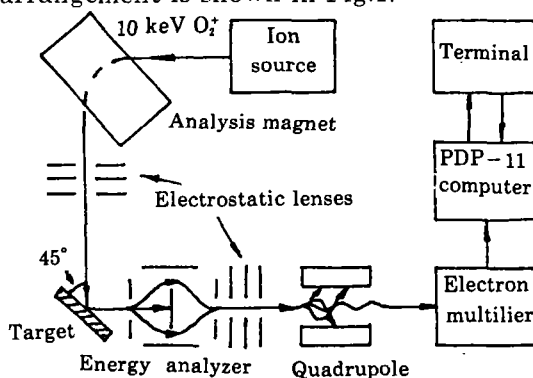 arrangement is shown in Fig.1.
10 keV O₂⁺
Ion
source
Terminal
Analysis magnet
PDP-11
computer
Electrostatic lenses
45°
Target
Energy analyzer
Quadrupole
Electron
multilier